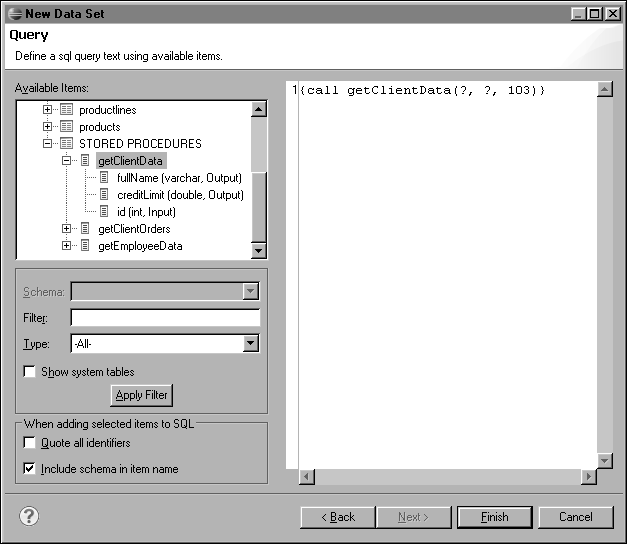 New Data Set
Query
Define a sql query text using available items.
Available Items:
productlines
products
STORED PROCEDURES
getClientData
fullName (varchar, Output)
creditLimit (double, Output)
id (int, Input)
getClientOrders
getEmployeeData
1{call getClientData(?, ?, 103)}
Schema:
Filter:
Type: -All-
Show system tables
Apply Filter
When adding selected items to SQL
Quote all identifiers
Include schema in item name
? < Back Next > Finish Cancel